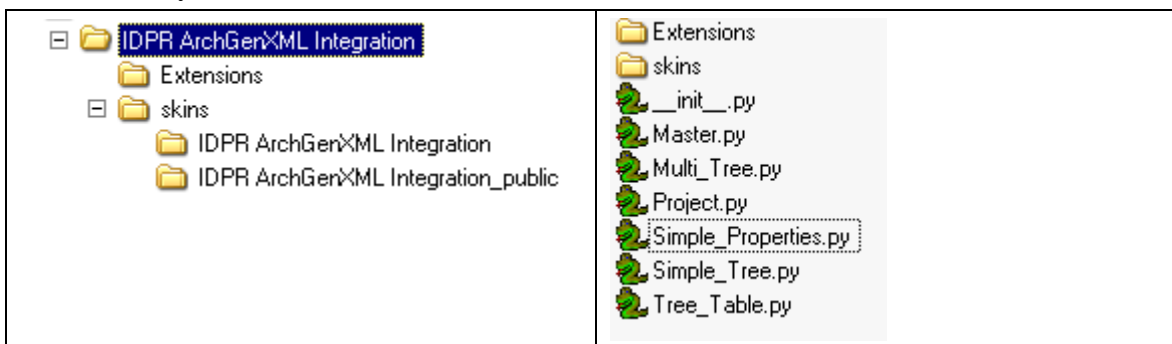 IDPR ArchGenXML Integration
Extensions
skins
IDPR ArchGenXML Integration
IDPR ArchGenXML Integration_public
Extensions
skins
__init__.py
Master.py
Multi_Tree.py
Project.py
Simple_Properties.py
Simple_Tree.py
Tree_Table.py